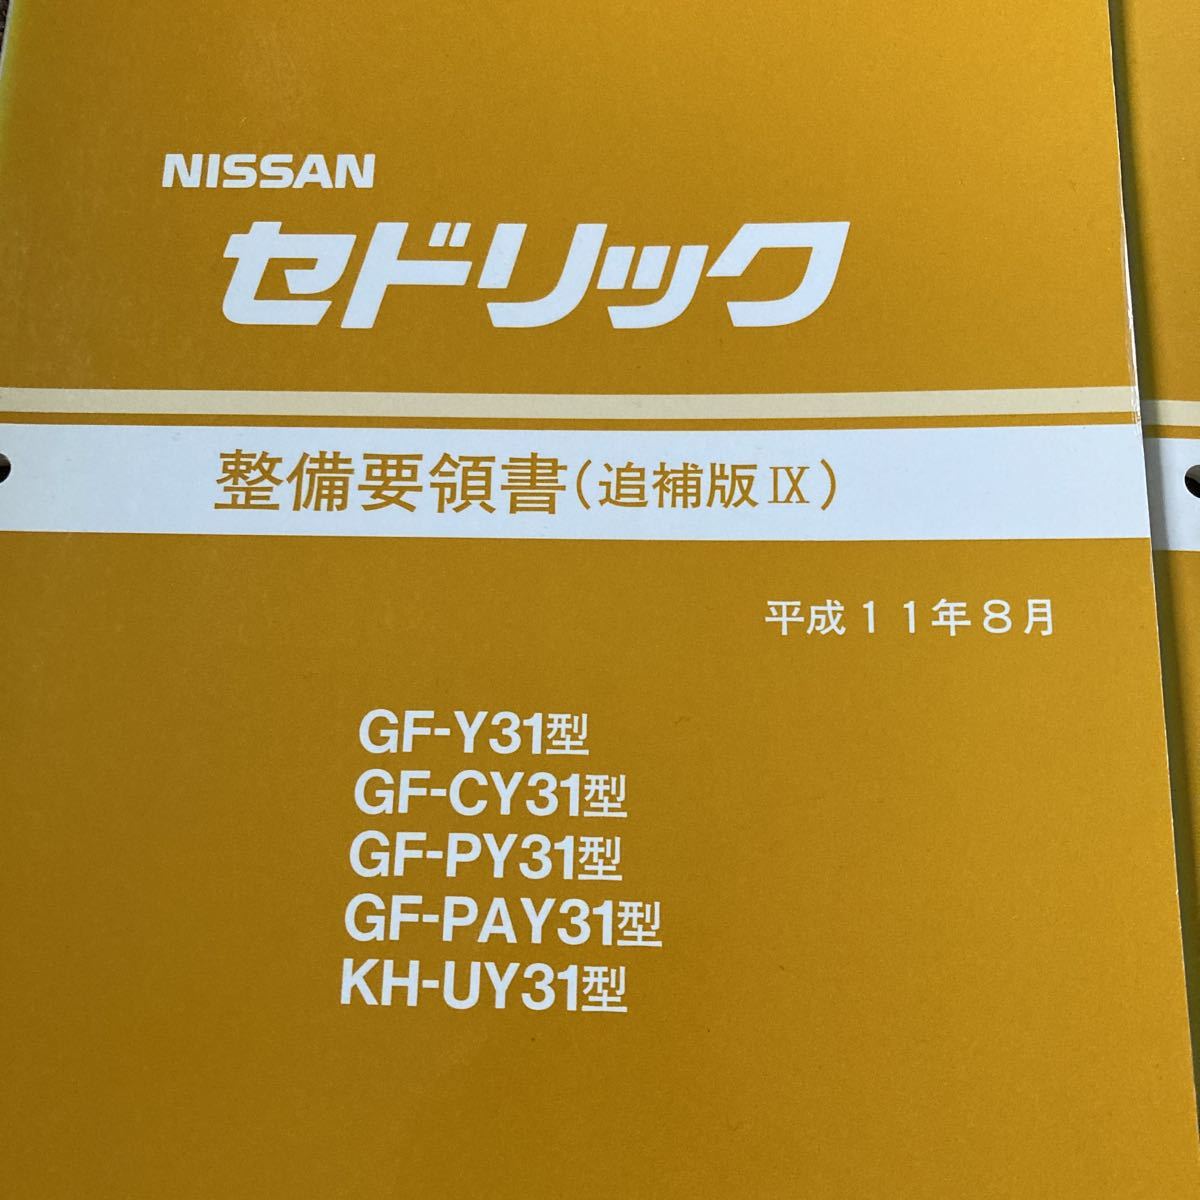 NISSAN
セドリック
整備要領書(追補版Ⅸ)
平成11年8月
GF-Y31型
GF-CY31型
GF-PY31型
GF-PAY31型
KH-UY31型